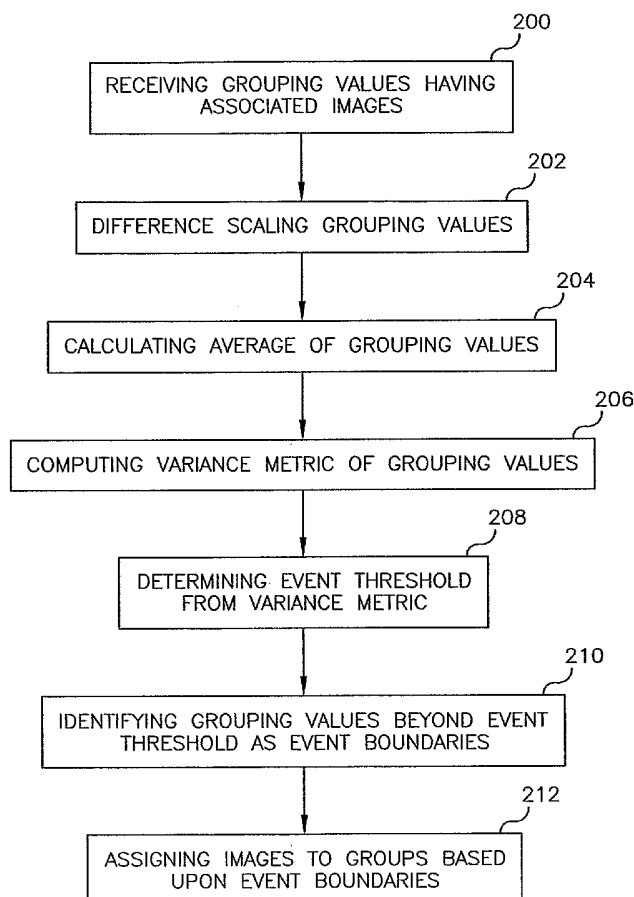 200
RECEIVING GROUPING VALUES HAVING
ASSOCIATED IMAGES
202
DIFFERENCE SCALING GROUPING VALUES
204
CALCULATING AVERAGE OF GROUPING VALUES
206
COMPUTING VARIANCE METRIC OF GROUPING VALUES
208
DETERMINING EVENT THRESHOLD
FROM VARIANCE METRIC
210
IDENTIFYING GROUPING VALUES BEYOND EVENT
THRESHOLD AS EVENT BOUNDARIES
212
ASSIGNING IMAGES TO GROUPS BASED
UPON EVENT BOUNDARIES